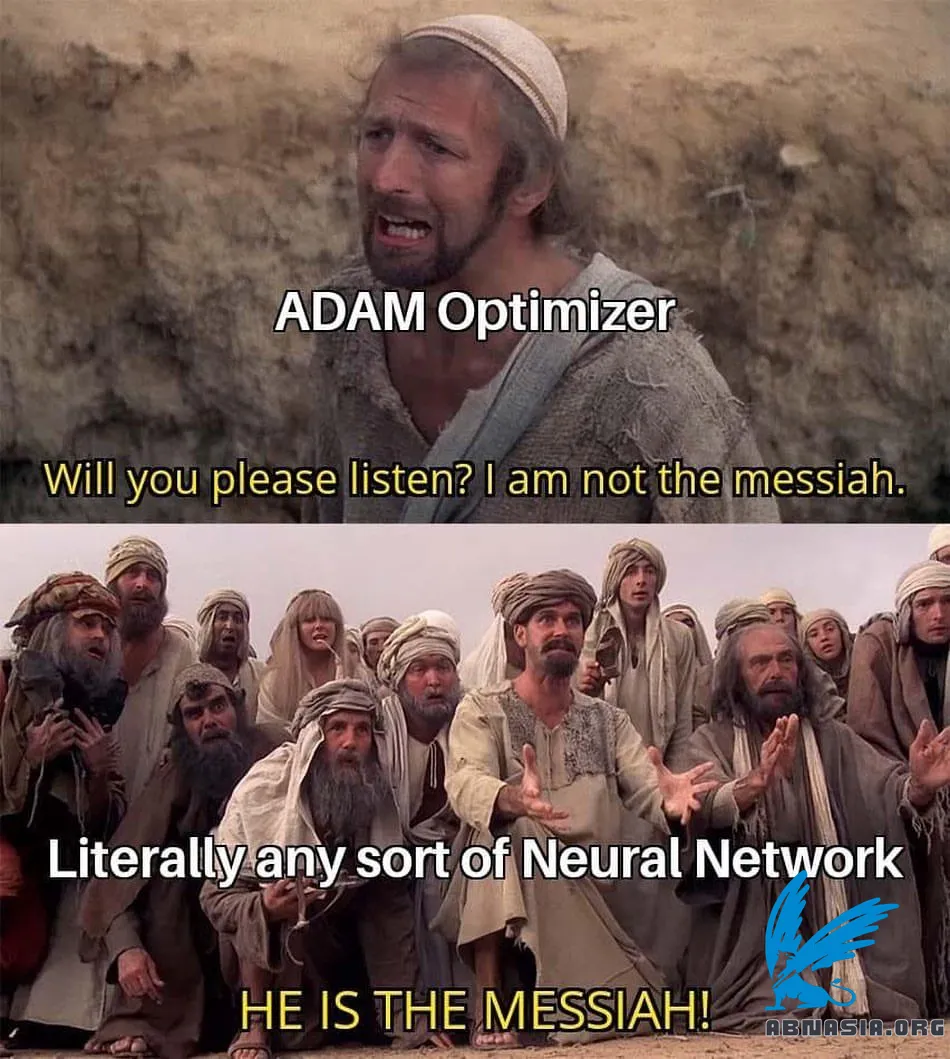 ADAM Optimizer
Will you please listen? I am not the messiah.
Literally any sort of Neural Network
HE IS THE MESSIAH!
ABNASIA.ORG